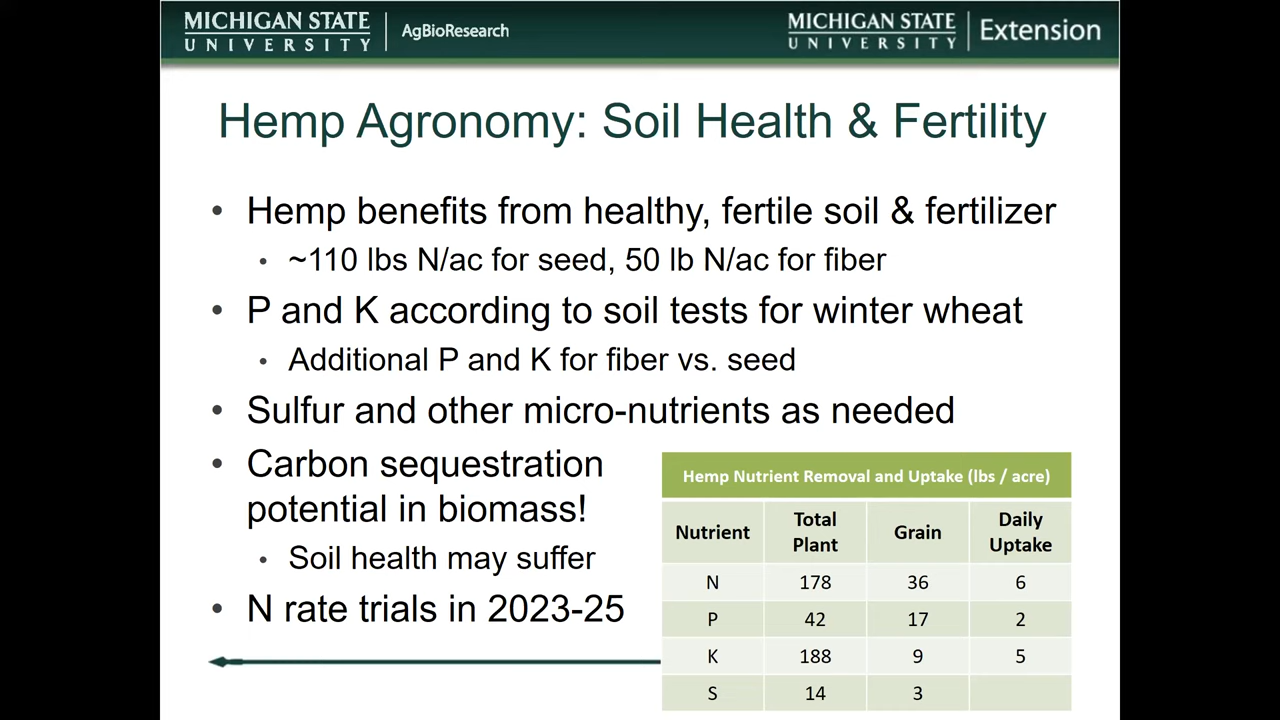 MICHIGAN STATE
UNIVERSITY
AgBioResearch
MICHIGAN STATE
UNIVERSITY
Extension
Hemp Agronomy: Soil Health & Fertility
• Hemp benefits from healthy, fertile soil & fertilizer
• ~110 lbs N/ac for seed, 50 lb N/ac for fiber
• P and K according to soil tests for winter wheat
• Additional P and K for fiber vs. seed
• Sulfur and other micro-nutrients as needed
• Carbon sequestration
potential in biomass!
• Soil health may suffer
• N rate trials in 2023-25
Hemp Nutrient Removal and Uptake (lbs / acre)
Nutrient Total Plant Grain Daily Uptake
N 178 36 6
P 42 17 2
K 188 9 5
S 14 3